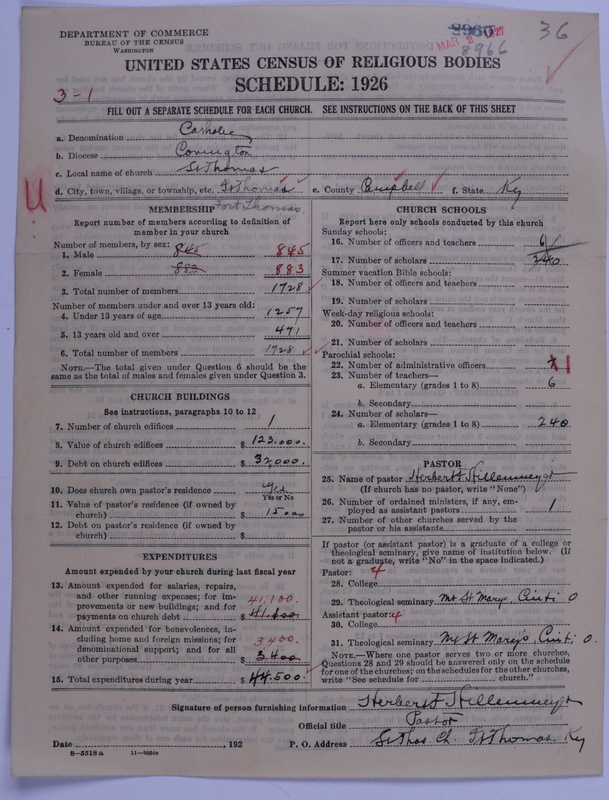 DEPARTMENT OF COMMERCE
BUREAU OF THE CENSUS
WASHINGTON
8960
MAR 2
8966
36
UNITED STATES CENSUS OF RELIGIOUS BODIES
SCHEDULE: 1926
3-1
FILL OUT A SEPARATE SCHEDULE FOR EACH CHURCH. SEE INSTRUCTIONS ON THE BACK OF THIS SHEET
a. Denomination Catholic
b. Diocese Covington
c. Local name of church St Thomas
d. City, town, village, or township, etc. Ft Thomas e. County Campbell f. State Ky
Fort Thomas
MEMBERSHIP
Report number of members according to definition of
member in your church
Number of members, by sex:
1. Male 845 845
2. Female 883 883
3. Total number of members 1728
Number of members under and over 13 years old:
4. Under 13 years of age 1257
5. 13 years old and over 471
6. Total number of members 1728
NOTE.—The total given under Question 6 should be
same as the total of males and females given under Question 3.
CHURCH BUILDINGS
See instructions, paragraphs 10 to 12
7. Number of church edifices 1
8. Value of church edifices $ 123.000.
9. Debt on church edifices $ 32,000.
10. Does church own pastor's residence Yes
Yes or No
11. Value of pastor's residence (if owned by
church) $ 15000
12. Debt on pastor's residence (if owned by
church) $
EXPENDITURES
Amount expended by your church during last fiscal year
13. Amount expended for salaries, repairs,
and other running expenses; for im-
provements or new buildings; and for
payments on church debt $ 41,100.
14. Amount expended for benevolences, in-
cluding home and foreign missions; for
denominational support; and for all
other purposes $ 3400. 3.400
15. Total expenditures during year $ 44.500.
CHURCH SCHOOLS
Report here only schools conducted by this church
Sunday schools:
16. Number of officers and teachers 6
17. Number of scholars 240
Summer vacation Bible schools:
18. Number of officers and teachers
19. Number of scholars
Week-day religious schools:
20. Number of officers and teachers
21. Number of scholars
Parochial schools:
22. Number of administrative officers 1
23. Number of teachers—
a. Elementary (grades 1 to 8) 6
b. Secondary
24. Number of scholars—
a. Elementary (grades 1 to 8) 240
b. Secondary
PASTOR
25. Name of pastor Herbert F Hillenmeyer
(If church has no pastor, write "None")
26. Number of ordained ministers, if any, em-
ployed as assistant pastors 1
27. Number of other churches served by the
pastor or his assistants
If pastor (or assistant pastor) is a graduate of a college or
theological seminary, give name of institution below. (If
not a graduate, write "No" in the space indicated.)
Pastor: 4
28. College
29. Theological seminary Mt St Marys, Cinti O
Assistant pastor: 4
30. College
31. Theological seminary Mt St Marys, Cinti, O.
NOTE.—Where one pastor serves two or more churches,
Questions 28 and 29 should be answered only on the schedule
for one of the churches; on the schedules for the other churches,
write "See schedule for church."
Signature of person furnishing information Herbert F Hillenmeyer
Official title Pastor
Date , 192 P. O. Address St Thos Ch. Ft Thomas, Ky
8-5518a 11-9024a